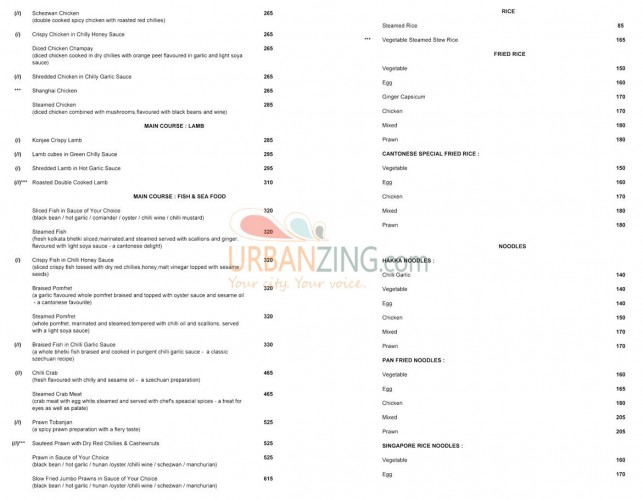 (//) Schezwan Chicken 265
(double cooked spicy chicken with roasted red chillies)
(/) Crispy Chicken in Chilly Honey Sauce 265
Diced Chicken Champay 265
(diced chicken cooked in dry chillies with orange peel flavoured in garlic and light soya
sauce)
(//) Shredded Chicken in Chilly Garlic Sauce 265
*** Shanghai Chicken 265
Steamed Chicken 285
(diced chicken combined with mushrooms.flavoured with black beans and wine)
MAIN COURSE : LAMB
(/) Konjee Crispy Lamb 285
(//) Lamb cubes in Green Chilly Sauce 295
(/) Shredded Lamb in Hot Garlic Sauce 295
(//)*** Roasted Double Cooked Lamb 310
MAIN COURSE : FISH & SEA FOOD
Sliced Fish in Sauce of Your Choice 320
(black bean / hot garlic / corriander / oyster / chilli wine / chilli mustard)
Steamed Fish 320
(fresh kolkata bhetki sliced,marinated,and steamed served with scallions and ginger.
flavoured with light soya sauce - a cantonese delight)
(/) Crispy Fish in Chilli Honey Sauce 320
(sliced crispy fish tossed with dry red chillies,honey,malt vinegar topped with sesame
seeds)
Braised Pomfret 320
(a garlic flavoured whole pomfret braised and topped with oyster sauce and sesame oil
- a cantonese favourite)
Steamed Pomfret 320
(whole pomfret, marinated and steamed,tempered with chilli oil and scallions, served
with a light soya sauce)
(//) Braised Fish in Chilli Garlic Sauce 330
(a whole bhetki fish braised and cooked in pungent chilli garlic sauce - a classic
szechuan recipe)
(//) Chilli Crab 465
(fresh flavoured with chilly and sesame oil - a szechuan preparation)
Steamed Crab Meat 465
(crab meat with egg white,steamed and served with chef's speacial spices - a treat for
eyes as well as palate)
(//) Prawn Tobanjan 525
(a spicy prawn preparation with a fiery taste)
(//)*** Sauteed Prawn with Dry Red Chillies & Cashewnuts 525
Prawn in Sauce of Your Choice 525
(black bean / hot garlic / hunan /oyster /chilli wine / schezwan / manchurian)
Slow Fried Jumbo Prawns in Sauce of Your Choice 615
(black bean / hot garlic / hunan /oyster /chilli wine / schezwan / manchurian)
RICE
Steamed Rice 85
*** Vegetable Steamed Stew Rice 165
FRIED RICE
Vegetable 150
Egg 160
Ginger Capsicum 170
Chicken 170
Mixed 180
Prawn 180
CANTONESE SPECIAL FRIED RICE :
Vegetable 150
Egg 160
Chicken 170
Mixed 180
Prawn 180
NOODLES
HAKKA NOODLES :
Chilli Garlic 140
Vegetable 140
Egg 140
Chicken 150
Mixed 170
Prawn 170
PAN FRIED NOODLES :
Vegetable 160
Egg 165
Chicken 180
Mixed 205
Prawn 205
SINGAPORE RICE NOODLES :
Vegetable 160
Egg 170
URBANZING.com
Your city. Your voice.